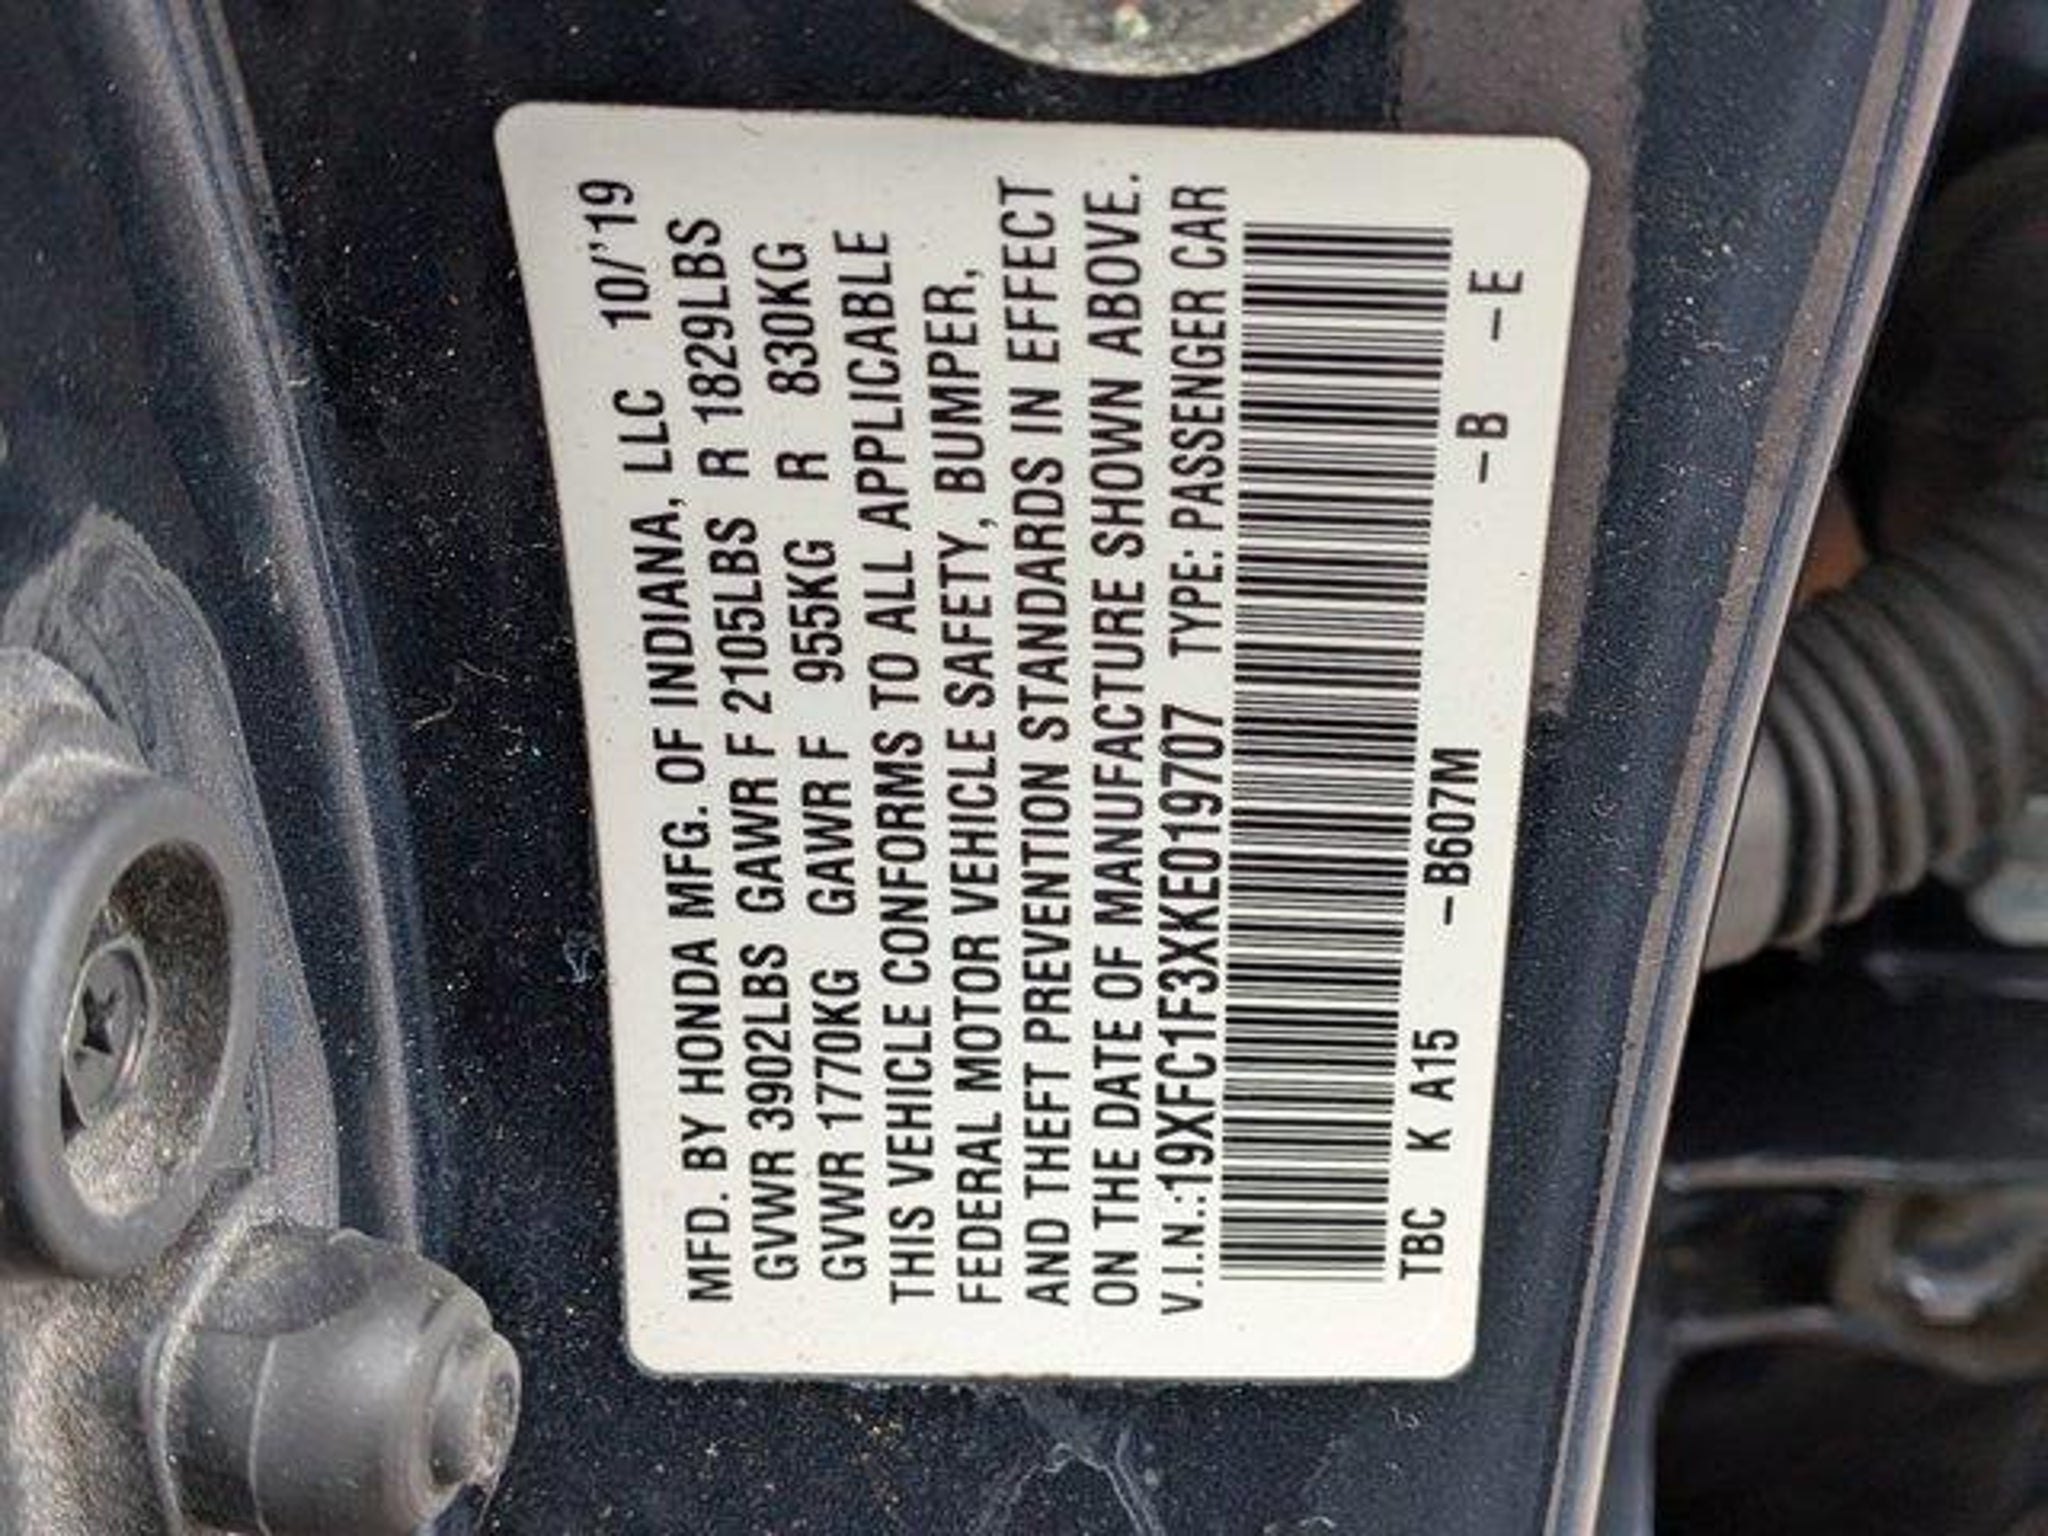 MFD. BY HONDA MFG. OF INDIANA, LLC 10/'19
GVWR 3902LBS GAWR F 2105LBS R 1829LBS
GVWR 1770KG GAWR F 955KG R 830KG
THIS VEHICLE CONFORMS TO ALL APPLICABLE
FEDERAL MOTOR VEHICLE SAFETY, BUMPER,
AND THEFT PREVENTION STANDARDS IN EFFECT
ON THE DATE OF MANUFACTURE SHOWN ABOVE.
V.I.N.:19XFC1F3XKE019707 TYPE: PASSENGER CAR
TBC K A15 –B607M –B –E